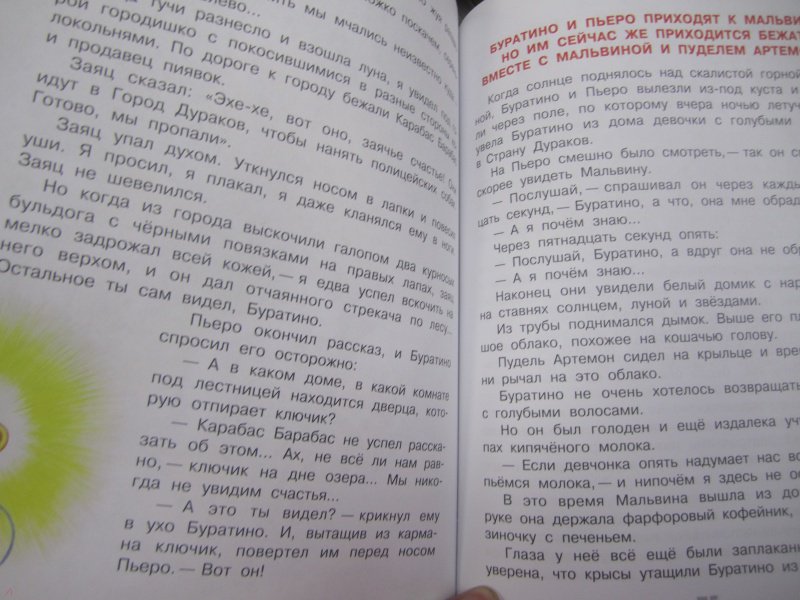 тучи разнесло и взошла луна, я увидел под
рой городишко с покосившимися в разные стороны
локольнями. По дороге к городу бежали Карабас Барабас
и продавец пиявок.
Заяц сказал: «Эхе-хе, вот оно, заячье счастье! Они
идут в Город Дураков, чтобы нанять полицейских собак
Готово, мы пропали».
Заяц упал духом. Уткнулся носом в лапки и повесил
уши. Я просил, я плакал, я даже кланялся ему в ноги
Заяц не шевелился.
Но когда из города выскочили галопом два курносых
бульдога с чёрными повязками на правых лапах, заяц
мелко задрожал всей кожей, — я едва успел вскочить на
него верхом, и он дал отчаянного стрекача по лесу...
Остальное ты сам видел, Буратино.
Пьеро окончил рассказ, и Буратино
спросил его осторожно:
— А в каком доме, в какой комнате
под лестницей находится дверца, кото-
рую отпирает ключик?
— Карабас Барабас не успел расска-
зать об этом... Ах, не всё ли нам рав-
но, — ключик на дне озера... Мы нико-
гда не увидим счастья...
— А это ты видел? — крикнул ему
в ухо Буратино. И, вытащив из карма-
на ключик, повертел им перед носом
Пьеро. — Вот он!
БУРАТИНО И ПЬЕРО ПРИХОДЯТ К МАЛЬВИ
НО ИМ СЕЙЧАС ЖЕ ПРИХОДИТСЯ БЕЖАТ
ВМЕСТЕ С МАЛЬВИНОЙ И ПУДЕЛЕМ АРТЕМО
Когда солнце поднялось над скалистой горной
ной, Буратино и Пьеро вылезли из-под куста и
ли через поле, по которому вчера ночью летуч
увела Буратино из дома девочки с голубыми
в Страну Дураков.
На Пьеро смешно было смотреть, — так он сп
скорее увидеть Мальвину.
— Послушай, — спрашивал он через кажды
цать секунд, — Буратино, а что, она мне обрад
— А я почём знаю...
Через пятнадцать секунд опять:
— Послушай, Буратино, а вдруг она не обр
— А я почём знаю...
Наконец они увидели белый домик с нар
на ставнях солнцем, луной и звёздами.
Из трубы поднимался дымок. Выше его пл
шое облако, похожее на кошачью голову.
Пудель Артемон сидел на крыльце и врем
ни рычал на это облако.
Буратино не очень хотелось возвращать
с голубыми волосами.
Но он был голоден и ещё издалека уч
пах кипячёного молока.
— Если девчонка опять надумает нас во
пьёмся молока, — и нипочём я здесь не ос
В это время Мальвина вышла из до
руке она держала фарфоровый кофейник,
зиночку с печеньем.
Глаза у неё всё ещё были заплакан
уверена, что крысы утащили Буратино из